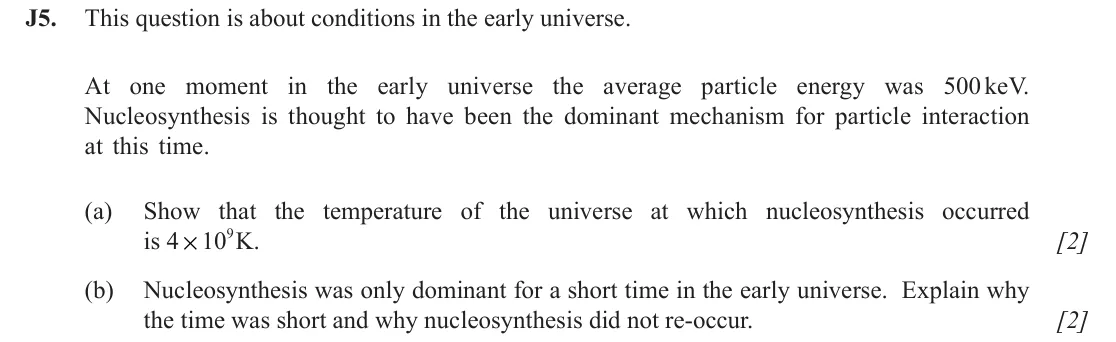 J5. This question is about conditions in the early universe.
At one moment in the early universe the average particle energy was 500 keV.
Nucleosynthesis is thought to have been the dominant mechanism for particle interaction
at this time.
(a) Show that the temperature of the universe at which nucleosynthesis occurred
is 4 × 10⁹ K. [2]
(b) Nucleosynthesis was only dominant for a short time in the early universe. Explain why
the time was short and why nucleosynthesis did not re-occur. [2]